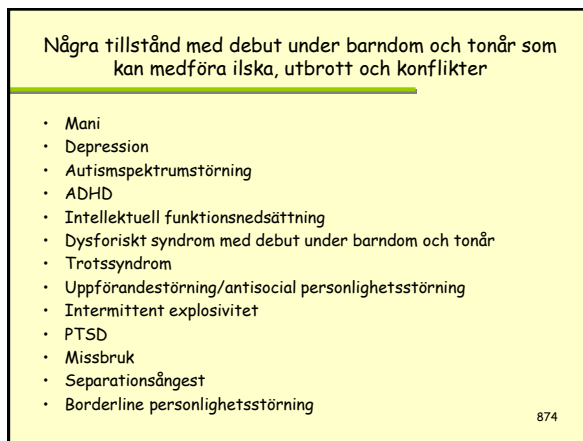 Några tillstånd med debut under barndom och tonår som
kan medföra ilska, utbrott och konflikter
• Mani
• Depression
• Autismspektrumstörning
• ADHD
• Intellektuell funktionsnedsättning
• Dysforiskt syndrom med debut under barndom och tonår
• Trotssyndrom
• Uppförandestörning/antisocial personlighetsstörning
• Intermittent explosivitet
• PTSD
• Missbruk
• Separationsångest
• Borderline personlighetsstörning
874